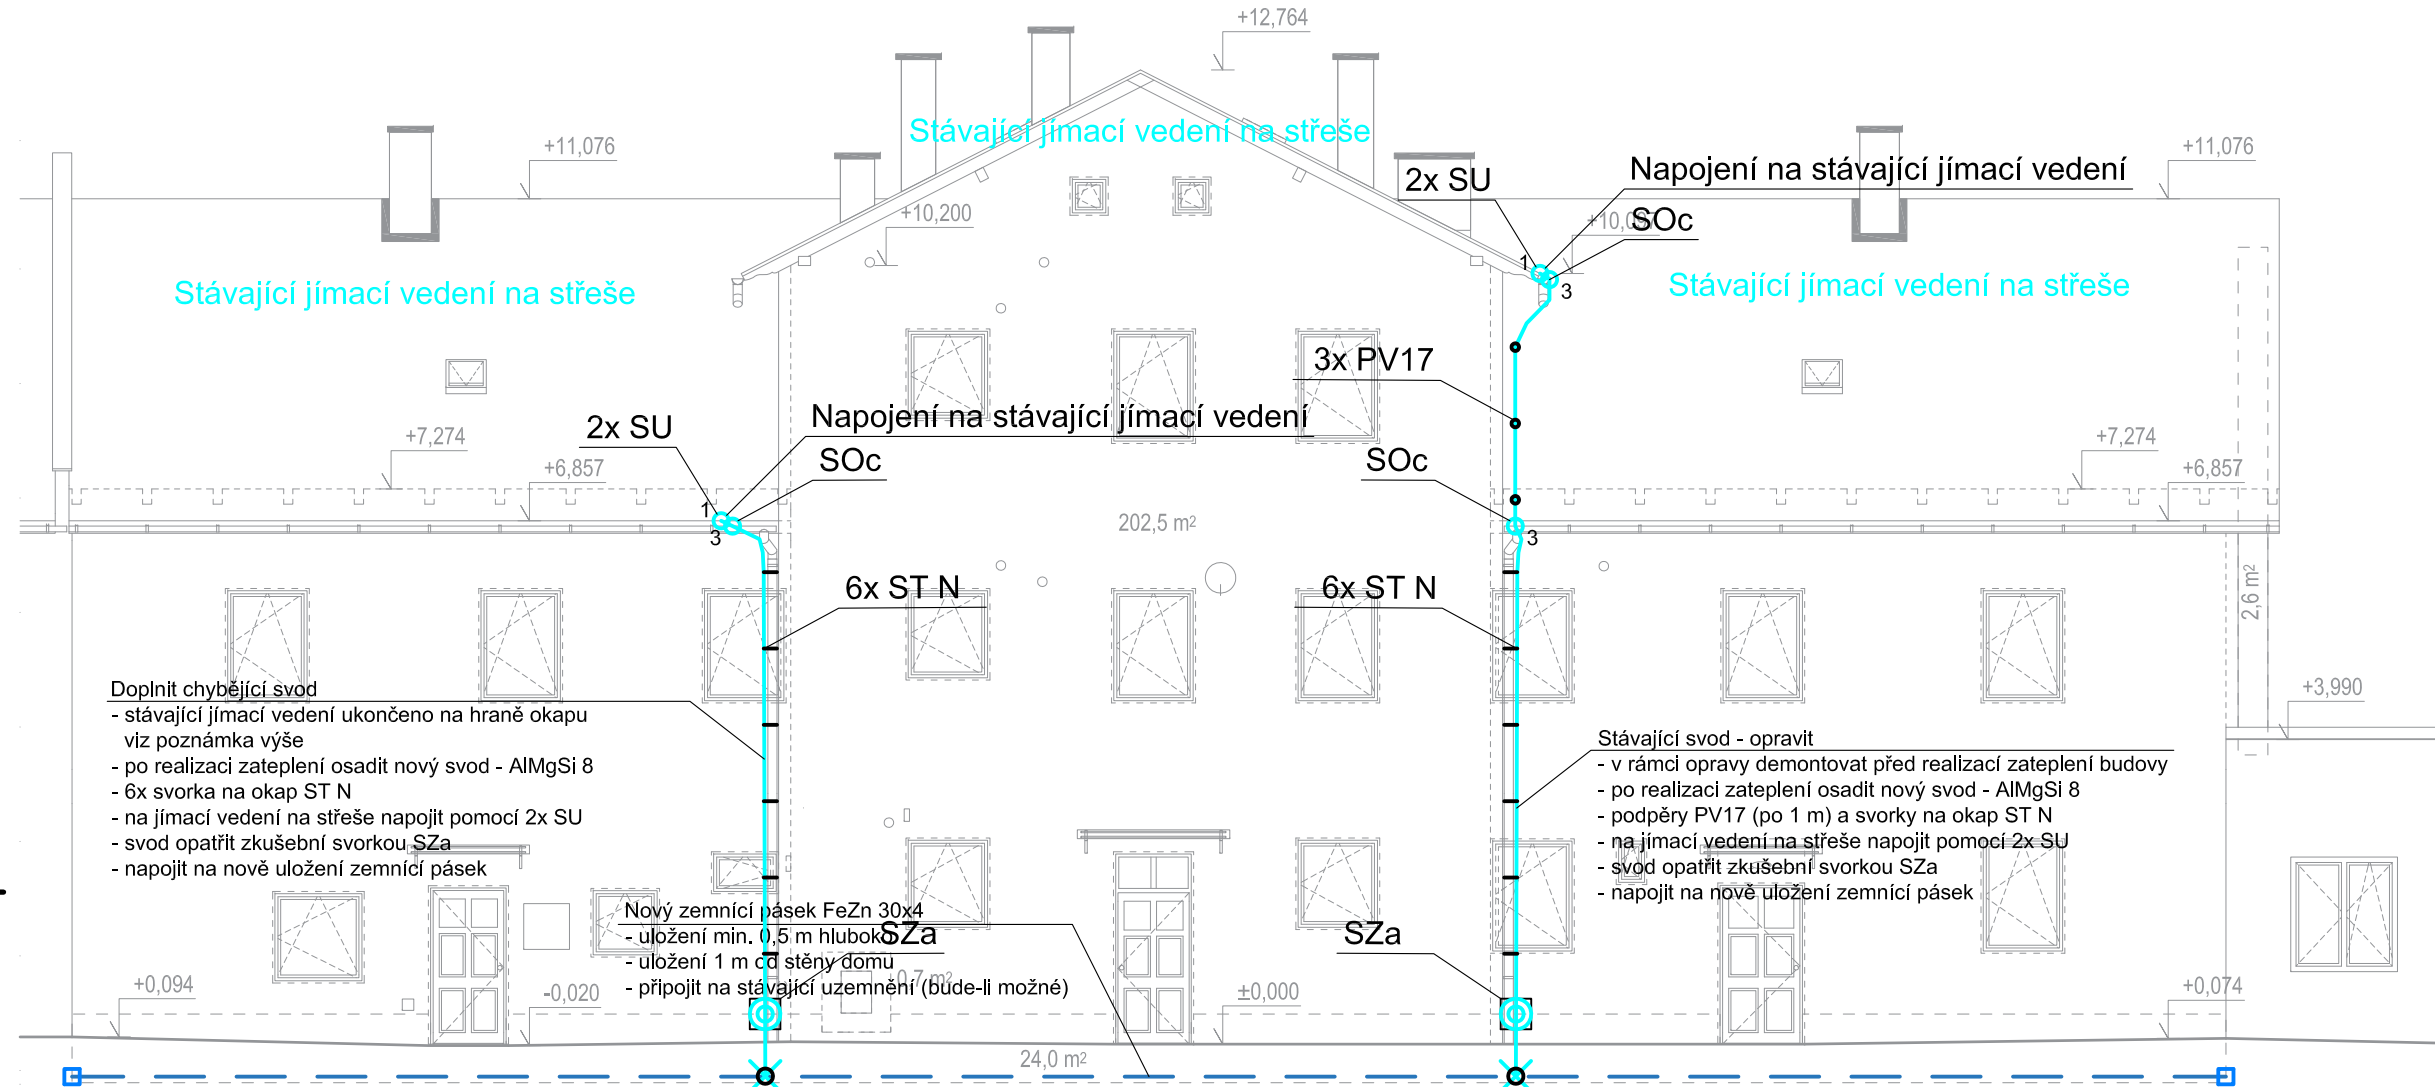 +12,764
Stávající jímací vedení na střeše
+11,076
+11,076
Napojení na stávající jímací vedení
2x SU
+10,200
SOc
1
3
Stávající jímací vedení na střeše
Stávající jímací vedení na střeše
3x PV17
Napojení na stávající jímací vedení
2x SU
+7,274
+7,274
SOc
SOc
+6,857
+6,857
1
3
3
202,5 m²
6x ST N
6x ST N
2,6 m²
+3,990
Doplnit chybějící svod
- stávající jímací vedení ukončeno na hraně okapu
viz poznámka výše
- po realizaci zateplení osadit nový svod - AlMgSi 8
- 6x svorka na okap ST N
- na jímací vedení na střeše napojit pomocí 2x SU
- svod opatřit zkušební svorkou SZa
- napojit na nově uložení zemnící pásek
Stávající svod - opravit
- v rámci opravy demontovat před realizací zateplení budovy
- po realizaci zateplení osadit nový svod - AlMgSi 8
- podpěry PV17 (po 1 m) a svorky na okap ST N
- na jímací vedení na střeše napojit pomocí 2x SU
- svod opatřit zkušební svorkou SZa
- napojit na nově uložení zemnící pásek
Nový zemnící pásek FeZn 30x4
- uložení min. 0,5 m hluboko
- uložení 1 m od stěny domu
- připojit na stávající uzemnění (bude-li možné)
SZa
SZa
0,7 m²
+0,094
-0,020
±0,000
+0,074
24,0 m²